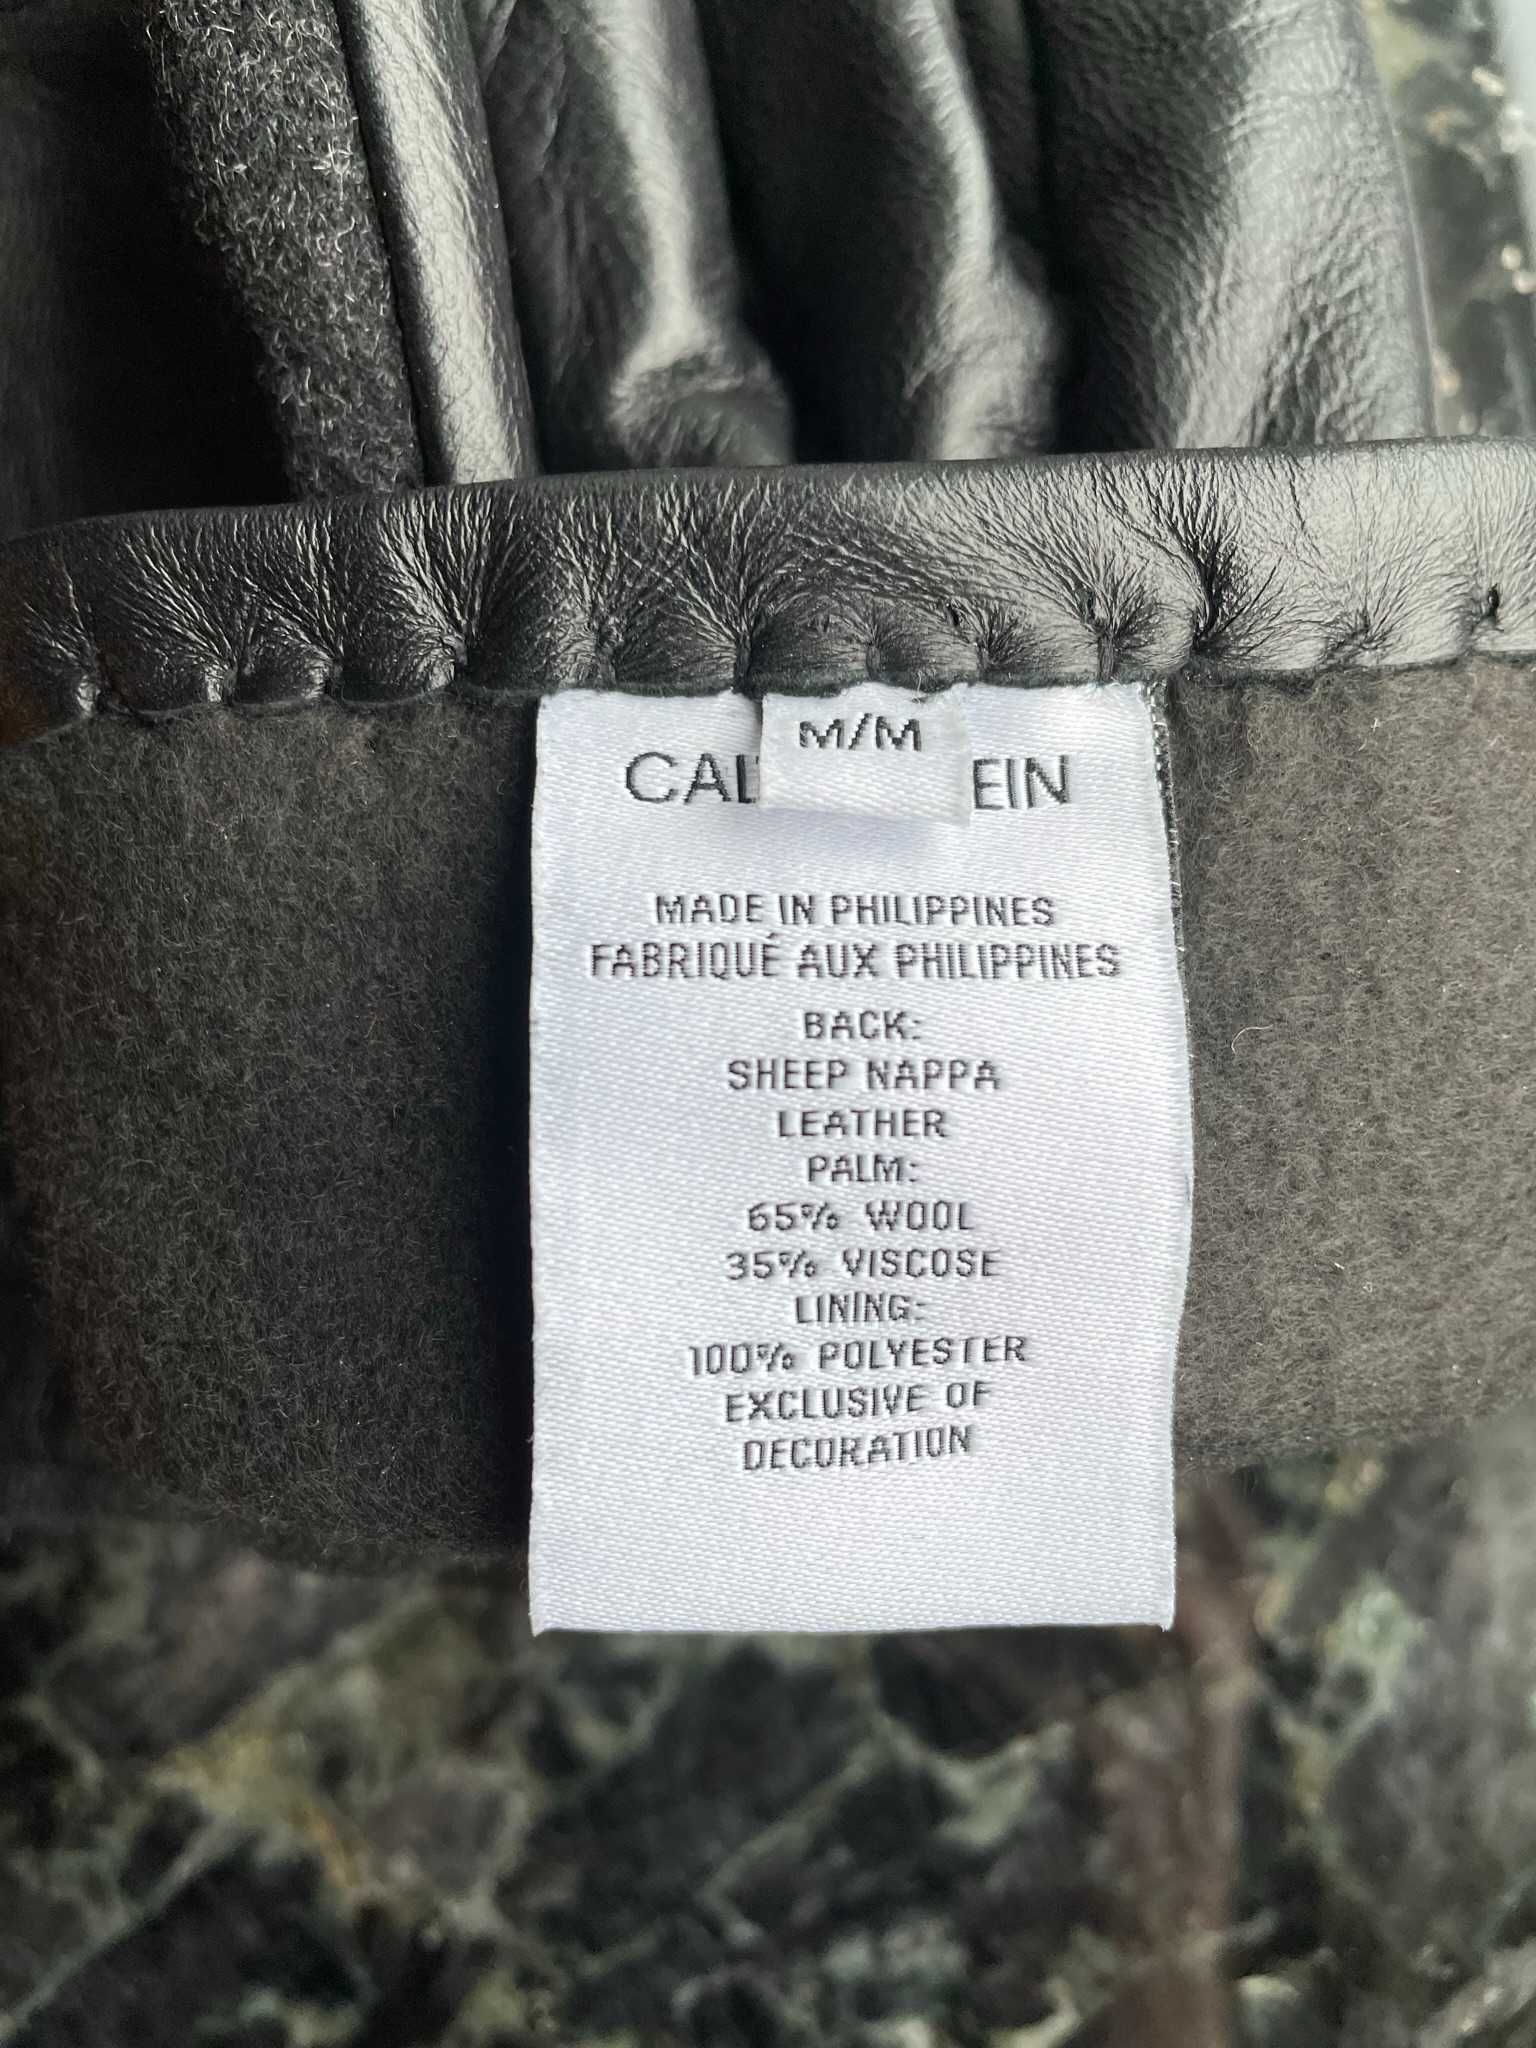 M/M
CAL EIN
MADE IN PHILIPPINES
FABRIQUÉ AUX PHILIPPINES
BACK:
SHEEP NAPPA
LEATHER
PALM:
65% WOOL
35% VISCOSE
LINING:
100% POLYESTER
EXCLUSIVE OF
DECORATION